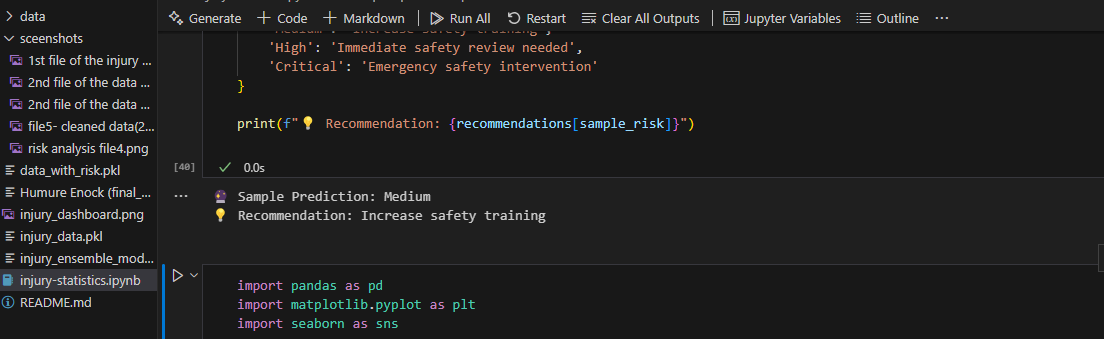 data
sceenshots
1st file of the injury ...
2nd file of the data ...
2nd file of the data ...
file5- cleaned data(2...
risk analysis file4.png
data_with_risk.pkl
Humure Enock (final_...
injury_dashboard.png
injury_data.pkl
injury_ensemble_mod...
injury-statistics.ipynb
README.md
Generate + Code + Markdown Run All Restart Clear All Outputs Jupyter Variables Outline ...
'Medium': 'Increase safety training',
'High': 'Immediate safety review needed',
'Critical': 'Emergency safety intervention'
}
print(f"💡 Recommendation: {recommendations[sample_risk]}")
[40] ✓ 0.0s
... 🔮 Sample Prediction: Medium
💡 Recommendation: Increase safety training
import pandas as pd
import matplotlib.pyplot as plt
import seaborn as sns